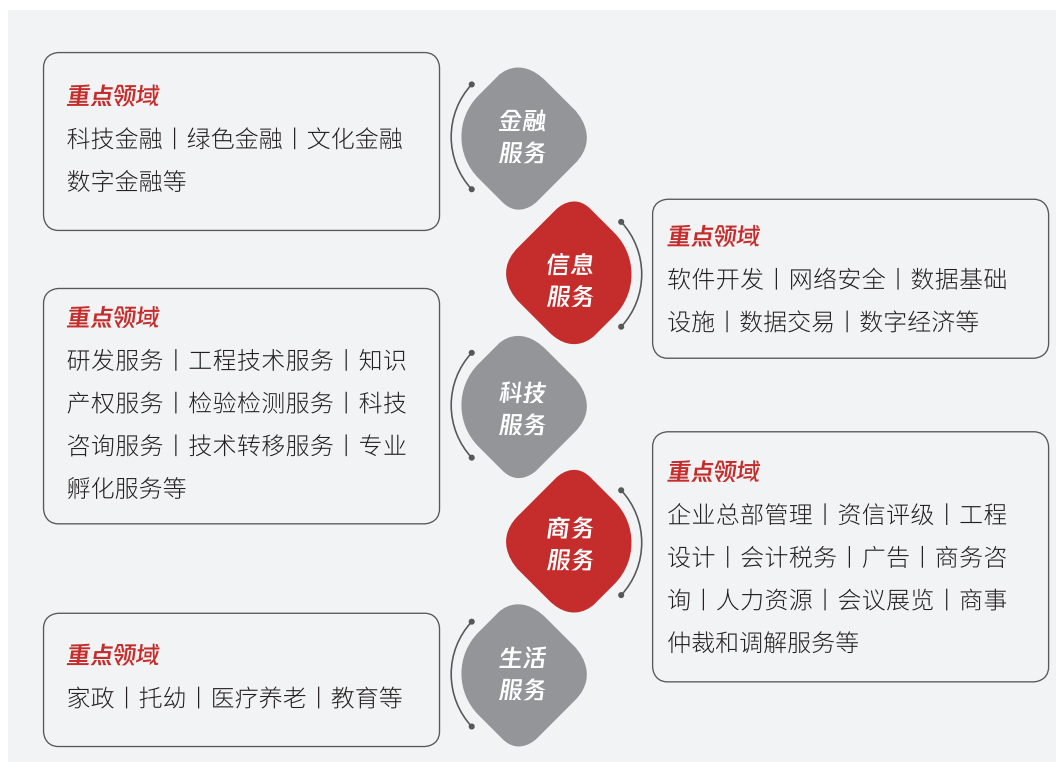 重点领域
科技金融丨绿色金融丨文化金融
数字金融等
金融
服务
信息
服务
重点领域
软件开发丨网络安全丨数据基础
设施丨数据交易丨数字经济等
重点领域
研发服务丨工程技术服务丨知识
产权服务丨检验检测服务丨科技
咨询服务丨技术转移服务丨专业
孵化服务等
科技
服务
商务
服务
重点领域
企业总部管理丨资信评级丨工程
设计丨会计税务丨广告丨商务咨
询丨人力资源丨会议展览丨商事
仲裁和调解服务等
重点领域
家政丨托幼丨医疗养老丨教育等
生活
服务